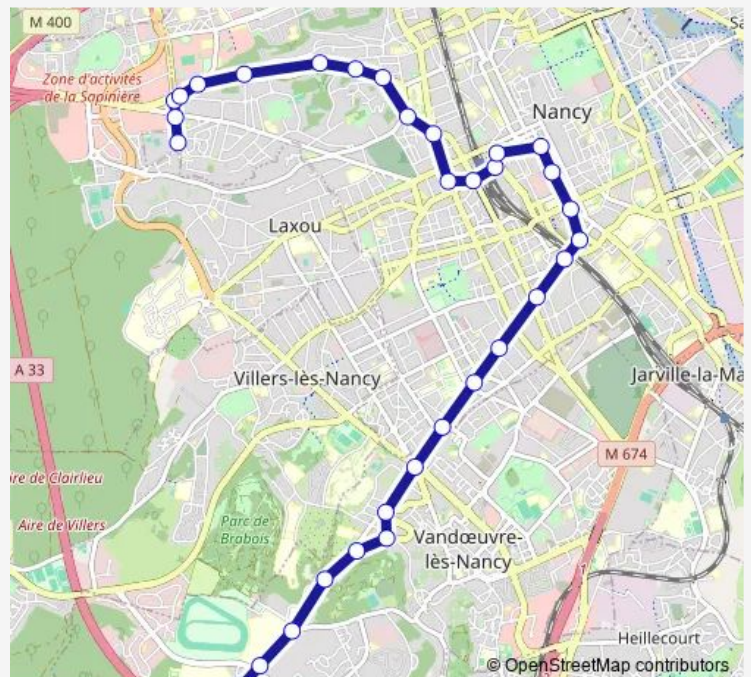 M 400
Sa
Zone d'activités
de la Sapinière
Nancy
Laxou
A 33
Villers-lès-Nancy
Jarville-la-Ma
M 674
ire de Clairlieu
Aire de Villers
Parc de
Brabois
Vandœuvre-
lès-Nancy
Heillecourt
© OpenStreetMap contributors